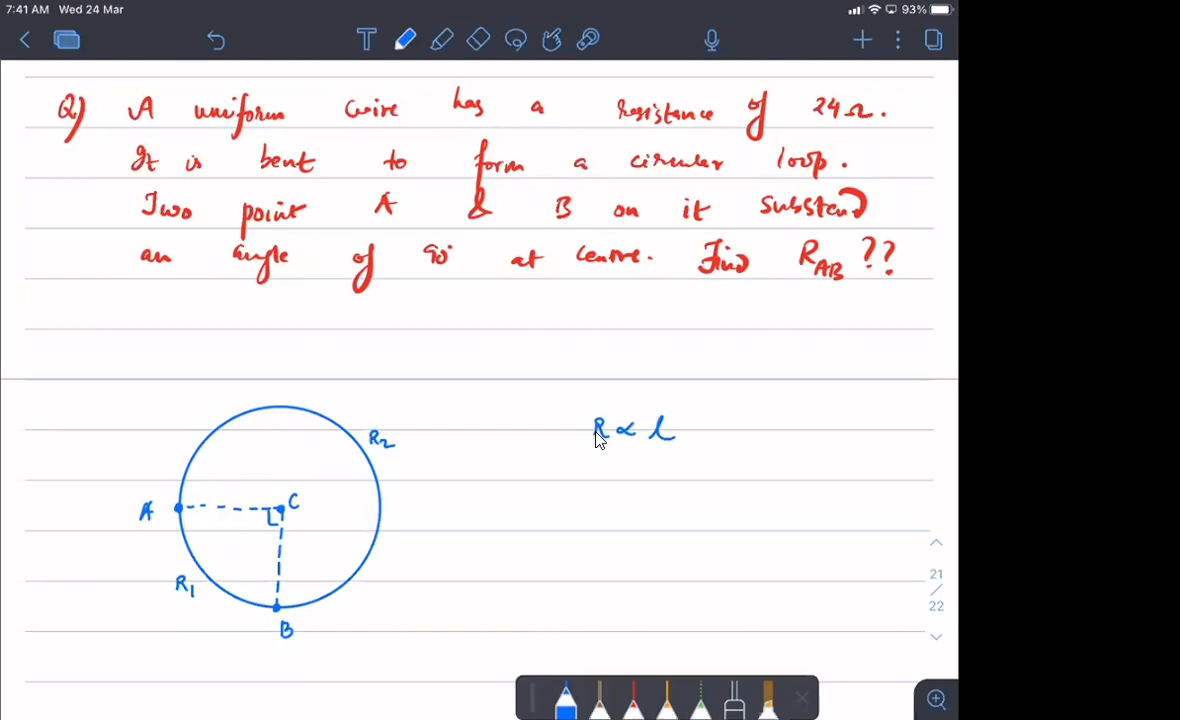 7:41 AM Wed 24 Mar 93%
Q) A uniform wire has a resistance of 24Ω.
It is bent to form a circular loop.
Two point A & B on it substend
an angle of 90° at centre. Find R_AB ??
R ∝ l
R₂
C
A
R₁
B
21
/
22